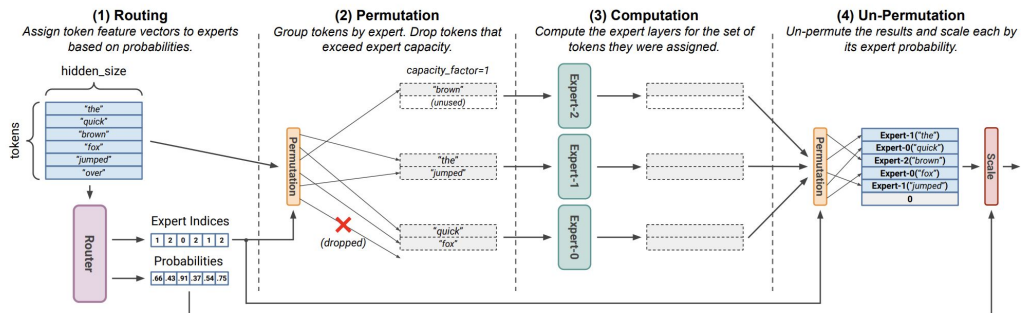 (1) Routing
Assign token feature vectors to experts
based on probabilities.
hidden_size
tokens
"the"
"quick"
"brown"
"fox"
"jumped"
"over"
Router
Expert Indices
1 2 0 2 1 2
Probabilities
.66 .43 .91 .37 .54 .75
(2) Permutation
Group tokens by expert. Drop tokens that
exceed expert capacity.
capacity_factor=1
Permutation
"brown"
(unused)
"the"
"jumped"
"quick"
"fox"
(dropped)
(3) Computation
Compute the expert layers for the set of
tokens they were assigned.
Expert-2
Expert-1
Expert-0
(4) Un-Permutation
Un-permute the results and scale each by
its expert probability.
Permutation
Expert-1("the")
Expert-0("quick")
Expert-2("brown")
Expert-0("fox")
Expert-1("jumped")
0
Scale